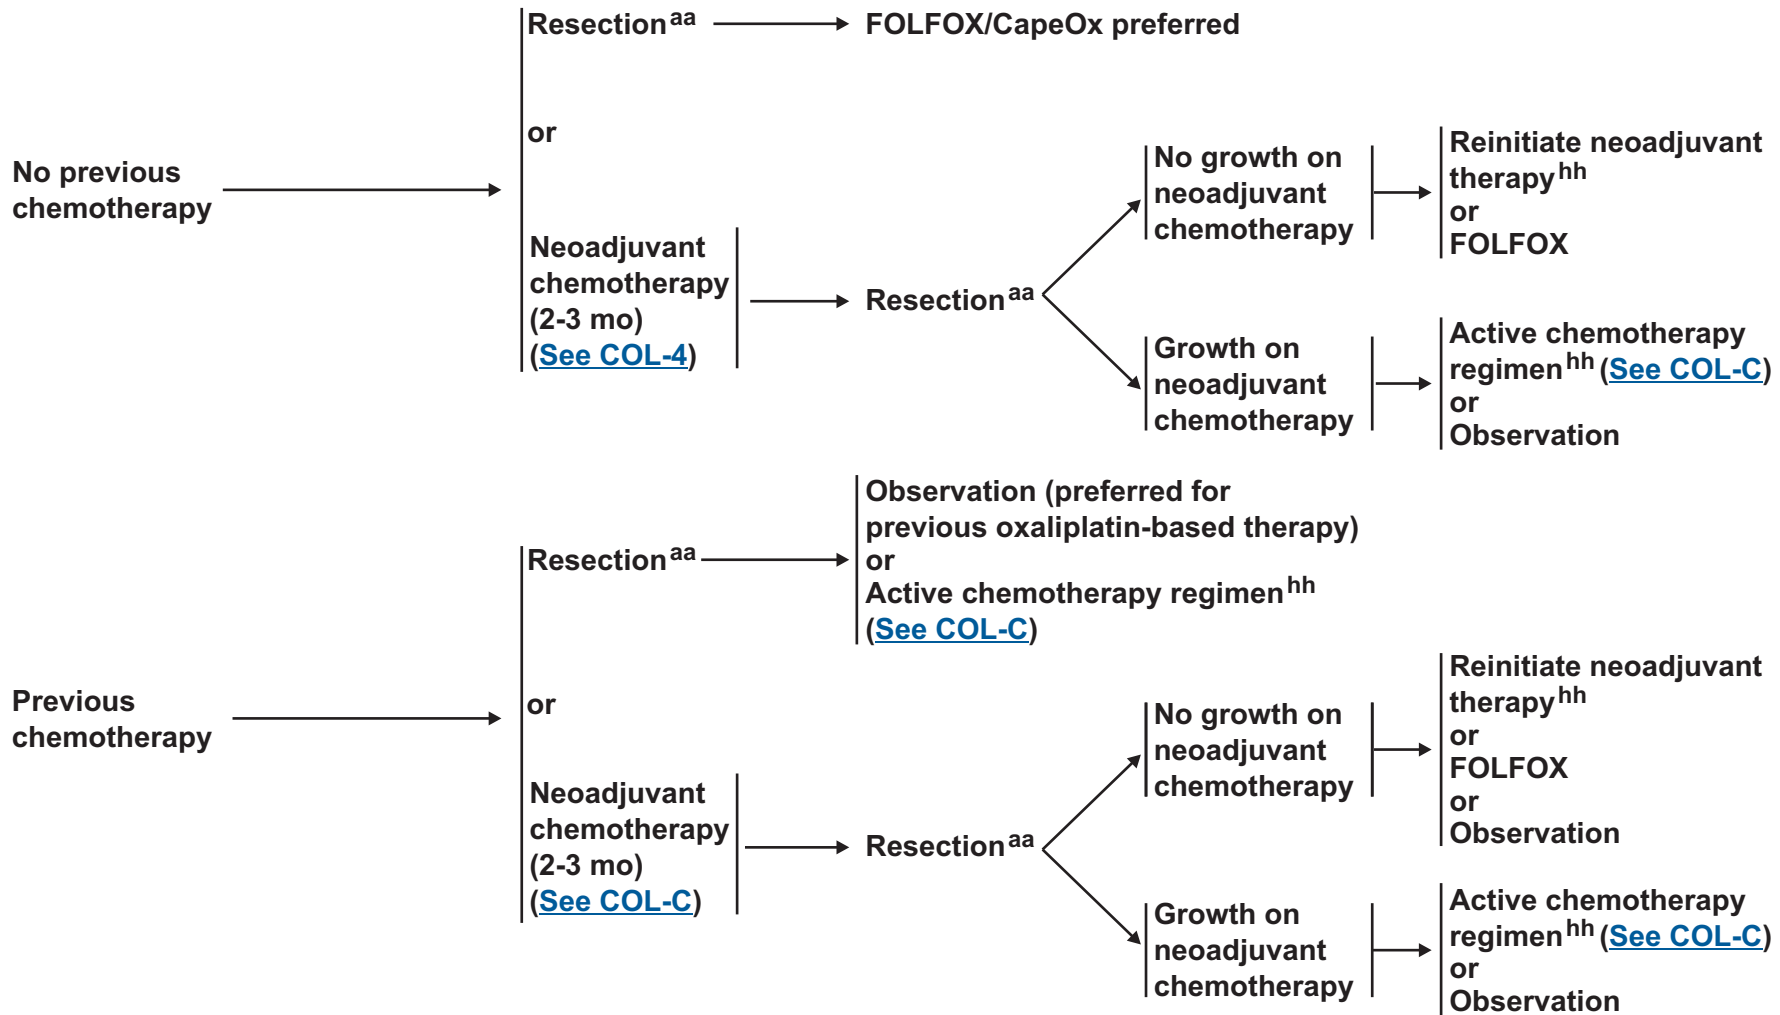 Resection aa
FOLFOX/CapeOx preferred
or
No previous
chemotherapy
Neoadjuvant
chemotherapy
(2-3 mo)
(See COL-4)
Resection aa
No growth on
neoadjuvant
chemotherapy
Reinitiate neoadjuvant
therapy hh
or
FOLFOX
Growth on
neoadjuvant
chemotherapy
Active chemotherapy
regimen hh (See COL-C)
or
Observation
Resection aa
Observation (preferred for
previous oxaliplatin-based therapy)
or
Active chemotherapy regimen hh
(See COL-C)
Previous
chemotherapy
or
Neoadjuvant
chemotherapy
(2-3 mo)
(See COL-C)
Resection aa
No growth on
neoadjuvant
chemotherapy
Reinitiate neoadjuvant
therapy hh
or
FOLFOX
or
Observation
Growth on
neoadjuvant
chemotherapy
Active chemotherapy
regimen hh (See COL-C)
or
Observation